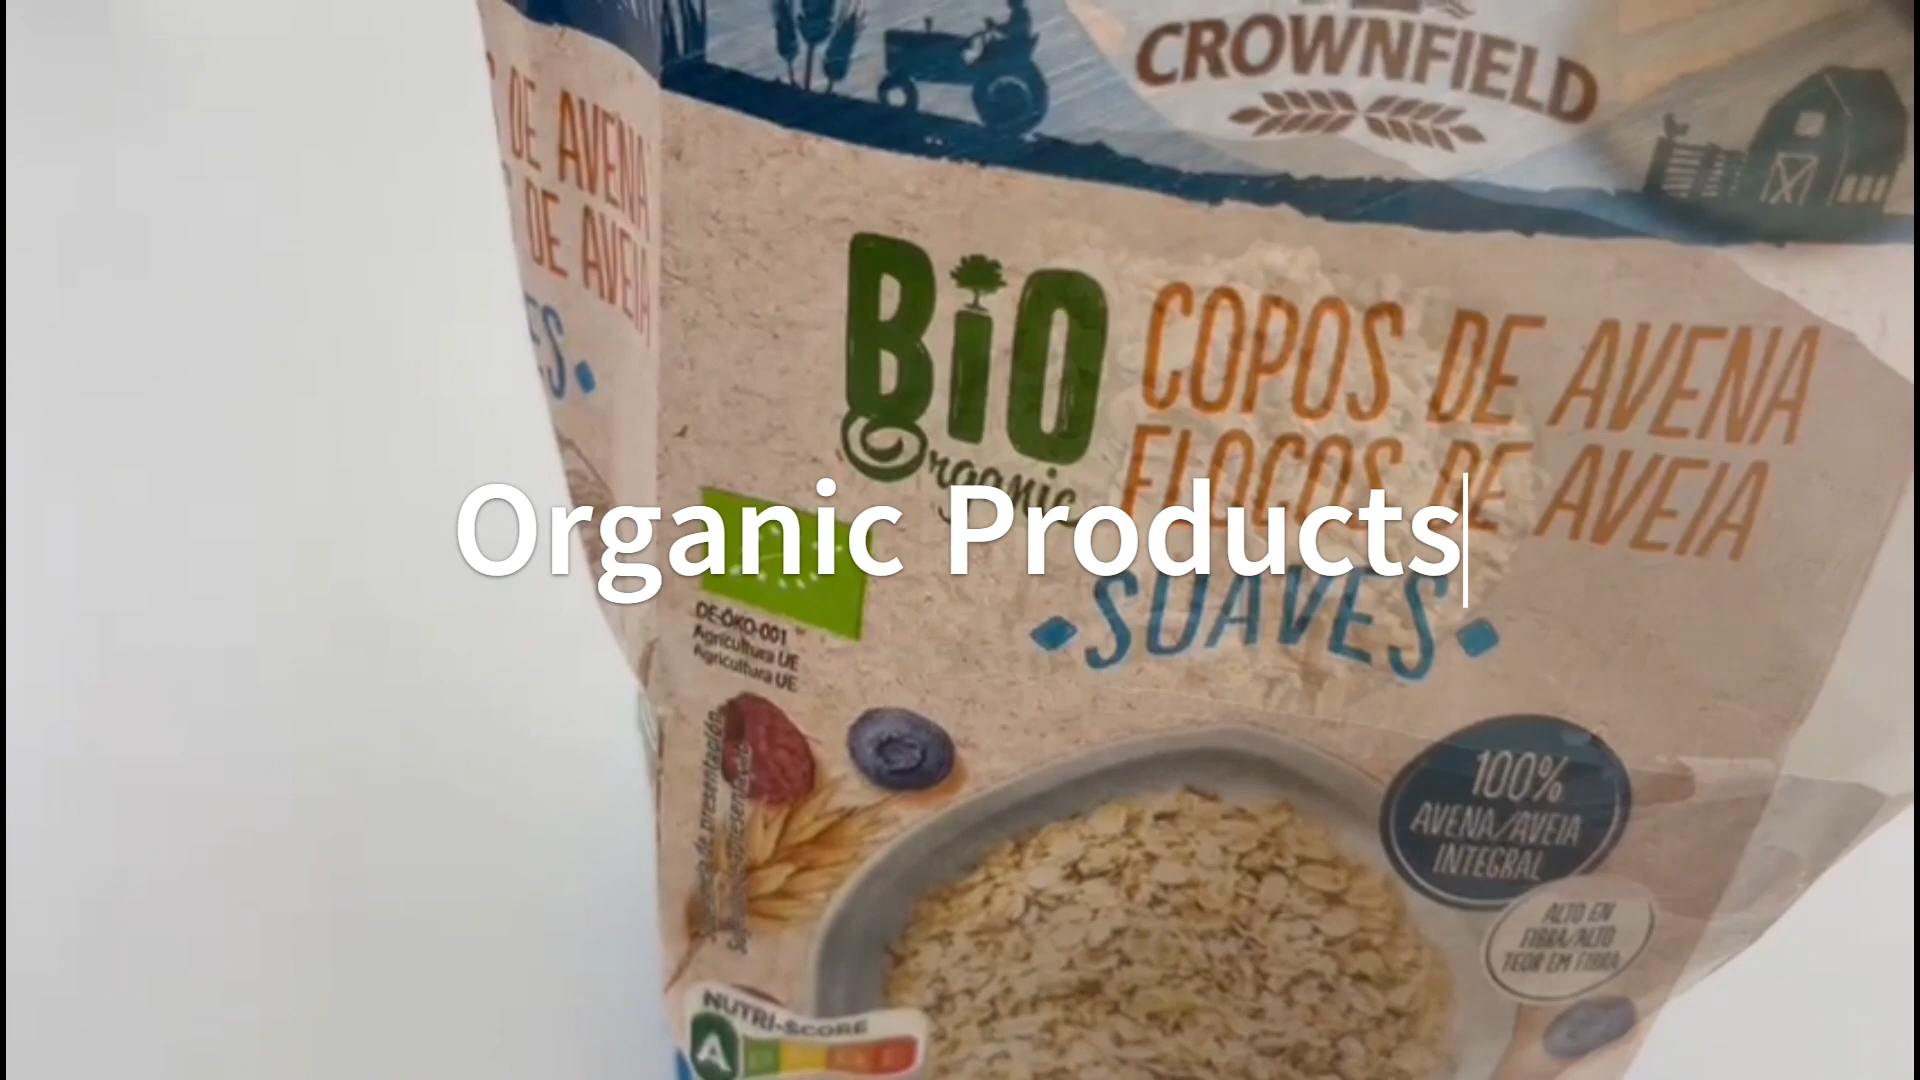 CROWNFIELD
DE AVENA
DE AVEIA
ES
BiO
Organic
COPOS DE AVENA
FLOCOS DE AVEIA
SUAVES
Organic Products
DE-ÖKO-001
Agricultura UE
Agricultura UE
100%
AVENA/AVEIA
INTEGRAL
ALTO EN
FIBRA/ALTO
TEOR EM FIBRA
NUTRI-SCORE
A